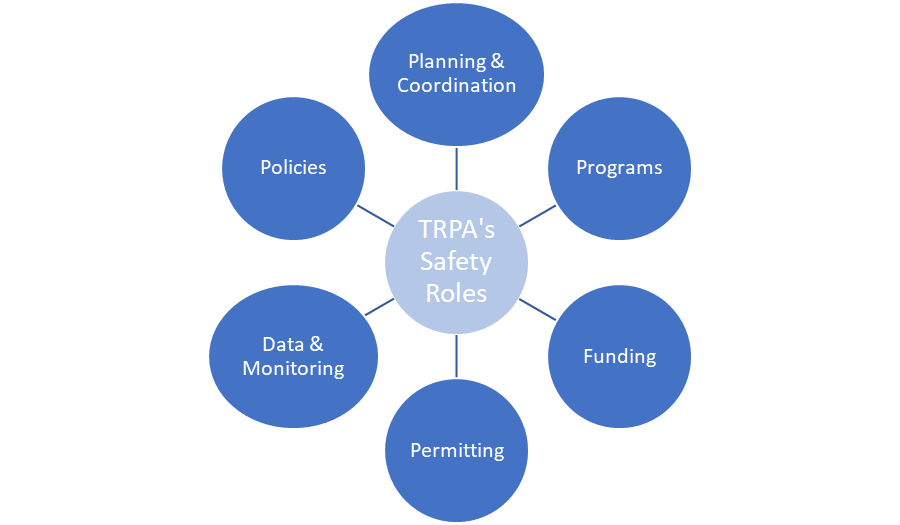 Planning &
Coordination
Policies
Programs
TRPA's
Safety
Roles
Data &
Monitoring
Funding
Permitting